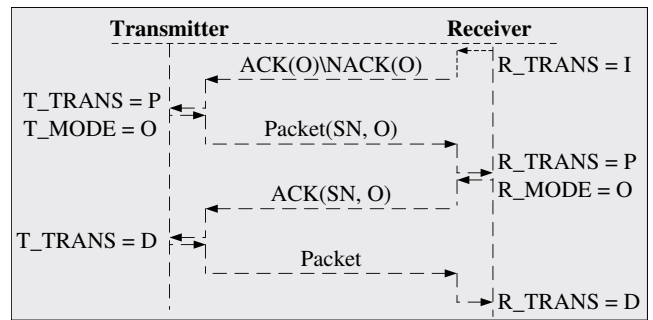 Transmitter Receiver
ACK(O)\NACK(O) R_TRANS = I
T_TRANS = P
T_MODE = O Packet(SN, O)
R_TRANS = P
ACK(SN, O) R_MODE = O
T_TRANS = D
Packet
R_TRANS = D